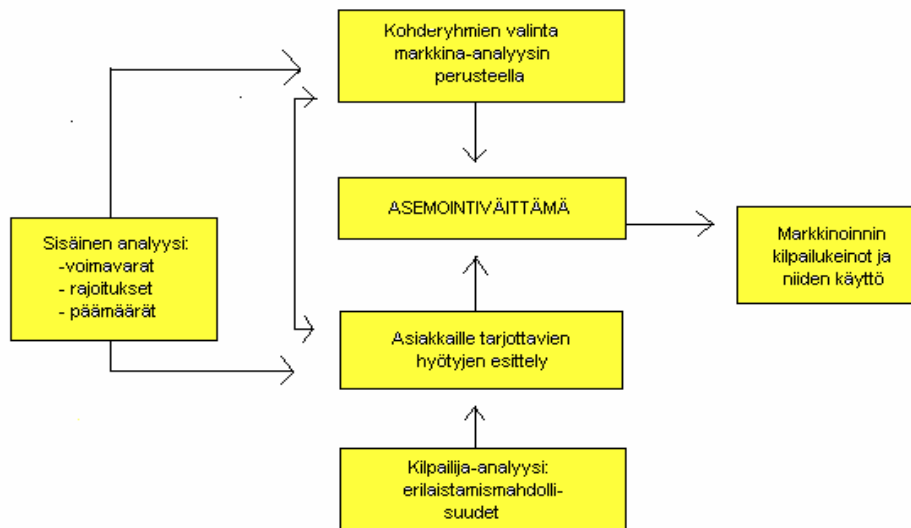 Kohderyhmien valinta
markkina-analyysin
perusteella
ASEMOINTIVÄITTÄMÄ
Sisäinen analyysi:
-voimavarat
- rajoitukset
- päämäärät
Markkinoinnin
kilpailukeinot ja
niiden käyttö
Asiakkaille tarjottavien
hyötyjen esittely
Kilpailija-analyysi:
erilaistamismahdolli-
suudet